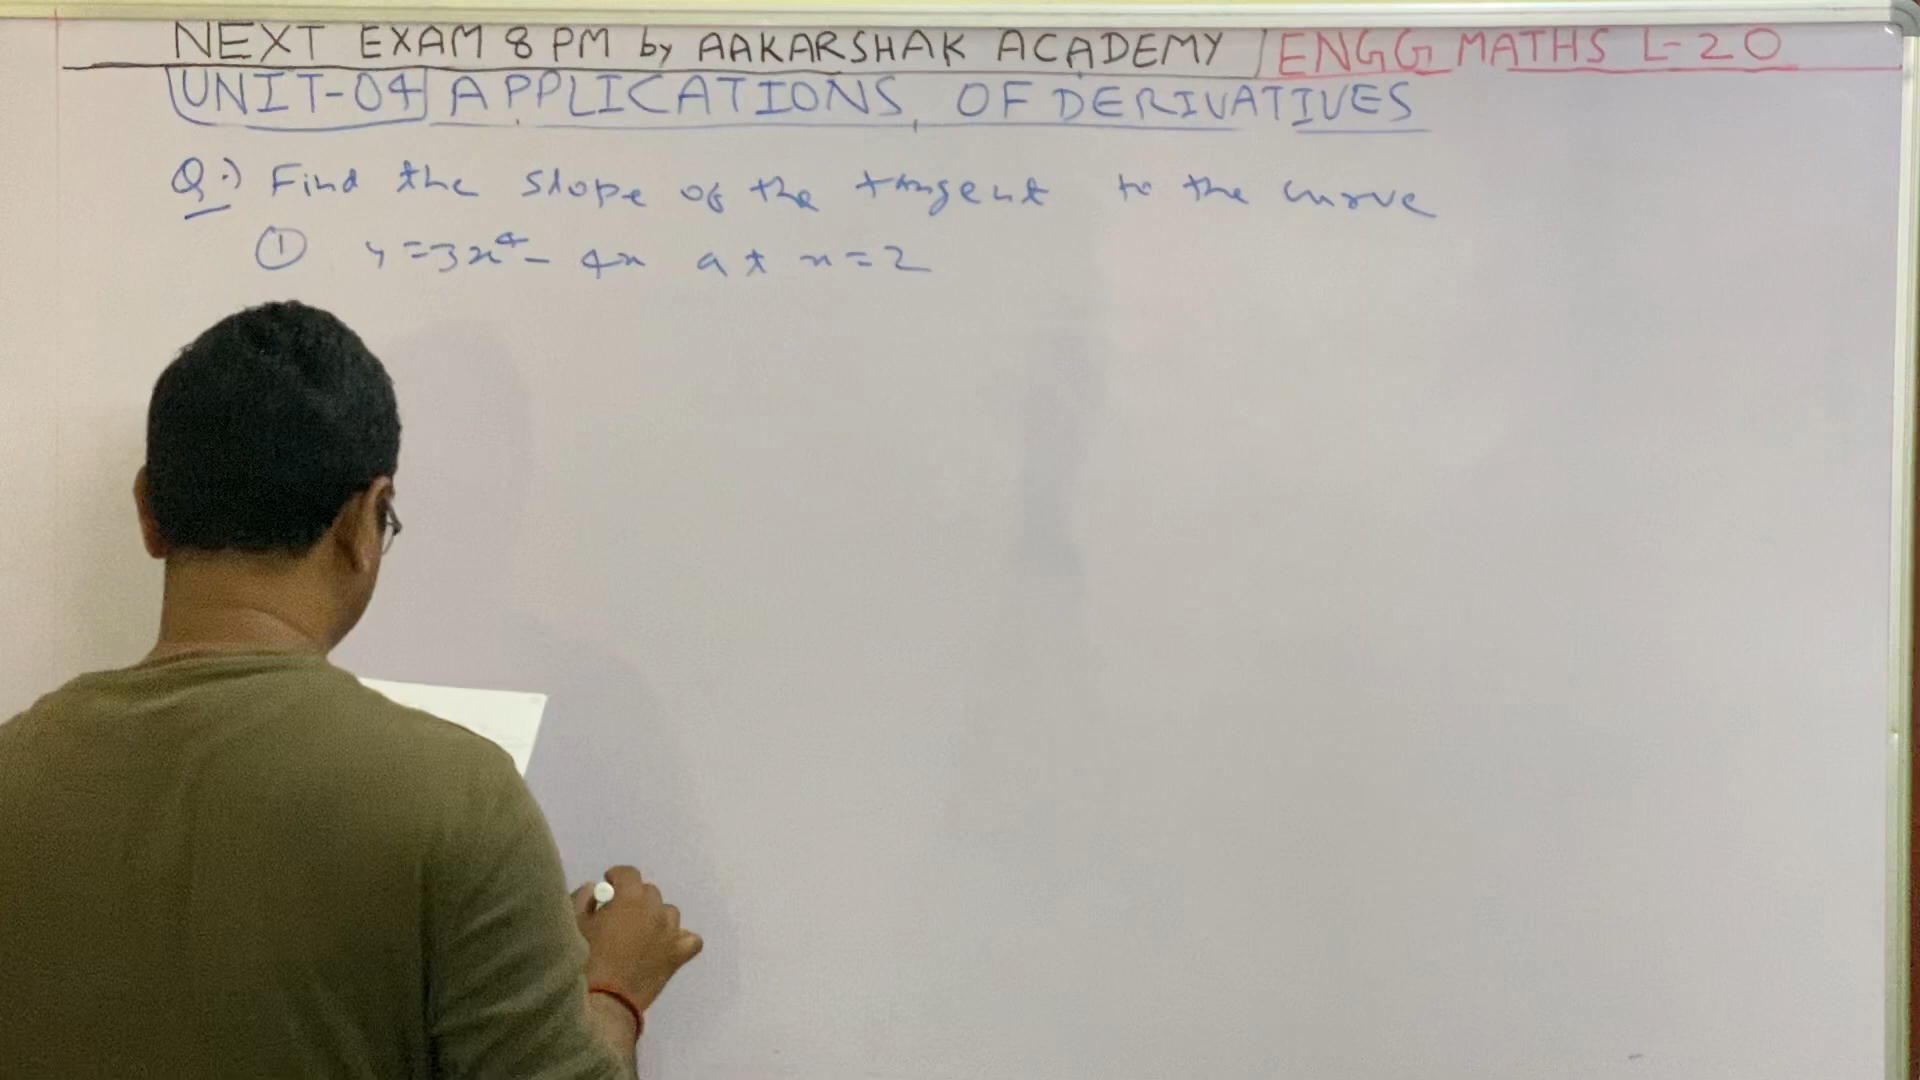 NEXT EXAM 8 PM by AAKARSHAK ACADEMY ENGG MATHS L-20
UNIT-04 APPLICATIONS OF DERIVATIVES
Q.) Find the slope of the tangent to the curve
① y=3x⁴- 4x at x=2